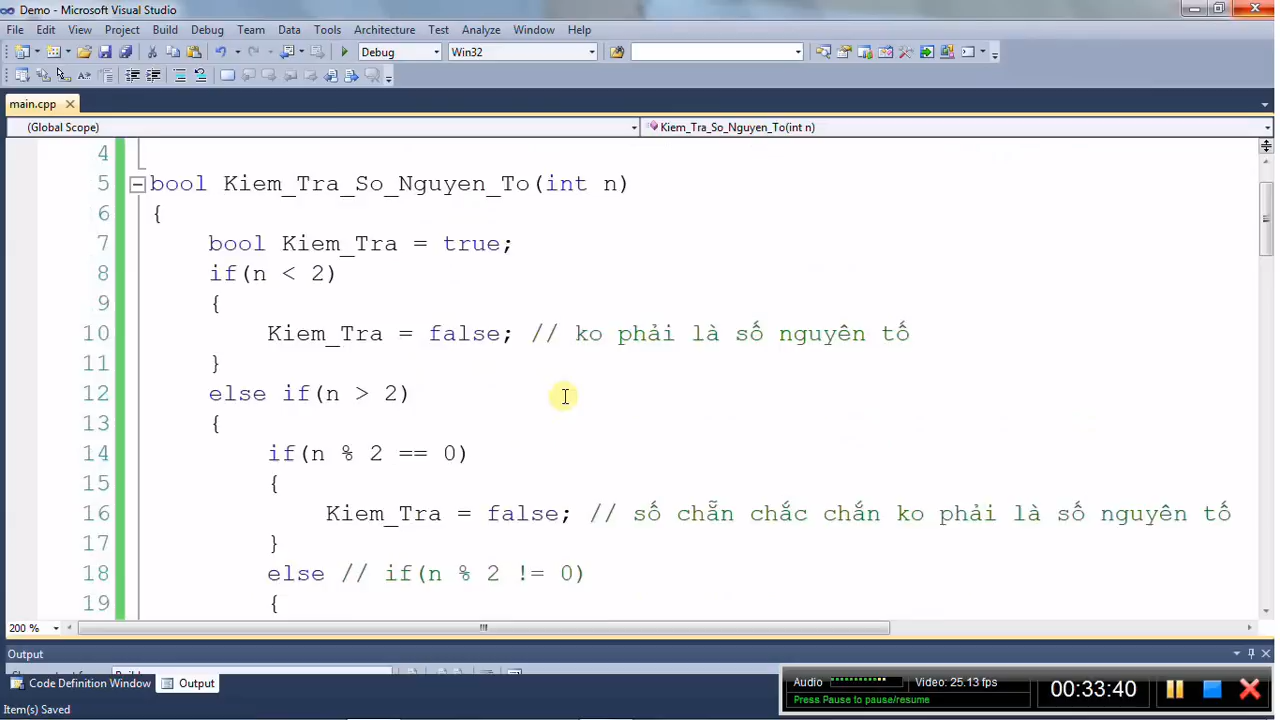 Demo - Microsoft Visual Studio
File Edit View Project Build Debug Team Data Tools Architecture Test Analyze Window Help
Debug Win32
main.cpp
(Global Scope) Kiem_Tra_So_Nguyen_To(int n)
4
5 bool Kiem_Tra_So_Nguyen_To(int n)
6 {
7 bool Kiem_Tra = true;
8 if(n < 2)
9 {
10 Kiem_Tra = false; // ko phải là số nguyên tố
11 }
12 else if(n > 2)
13 {
14 if(n % 2 == 0)
15 {
16 Kiem_Tra = false; // số chẵn chắc chắn ko phải là số nguyên tố
17 }
18 else // if(n % 2 != 0)
19 {
200 %
Output
Code Definition Window Output
Item(s) Saved
Audio Video: 25.13 fps
Press Pause to pause/resume
00:33:40